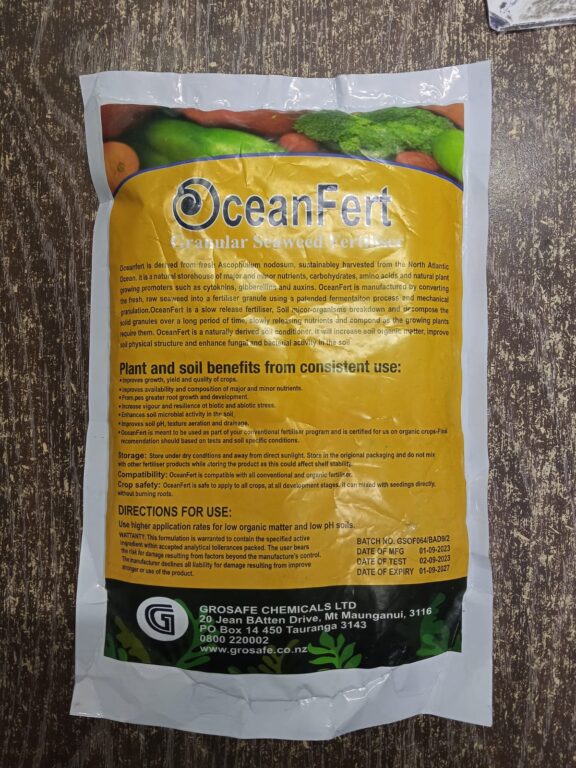 OceanFert
Granular Seaweed Fertiliser
Oceanfert is derived from fresh Ascophullum nodosum, sustainabley harvested from the North Atlantic
Ocean. it is a natural storehouse of major and minor nutrients, carbohydrates, amino acids and natural plant
growing promoters such as cytoknins, gibberellins and auxins. OceanFert is manufactured by converting
the fresh, raw seaweed into a fertiliser granule using a patended fermentaiton process and mechanical
granulation.OceanFert is a slow release fertiliser, Soil micor-organisms breakdown and decompose the
solid granules over a long period of time, slowly releasing nutrients and compond as the growing plants
require them. OceanFert is a naturally derived soil conditioner. It will increase soil organic matter, improve
soil physical structure and enhance fungal and bacterial acivity in the soil
Plant and soil benefits from consistent use:
•Improves growth, yield and quality of crops.
•Improves availability and composition of major and minor nutrients.
•Prompes greater root growth and development.
•Increase vigour and resilience ot biotic and abiotic stress.
•Enhances soil microbial activity in the soil
•Improves soil pH, texture aeration and drainage.
•OceanFert is meant to be used as part of your conventional fertiliser program and is certified for us on organic crops-Final
recomendation should based on tests and soil specific conditions.
Storage: Store under dry conditions and away from direct sunlight. Store in the origional packaging and do not mix
with other fertiliser products while storing the product as this could affect shelf stability.
Compatibility: OceanFert is compatible with all conventional and organic fertiliser.
Crop safety: OceanFert is safe to apply to all crops, at all development stages. it can mixed with seedings directly,
without burning roots.
DIRECTIONS FOR USE:
Use higher application rates for low organic matter and low pH soils.
WARTTANTY. This formulation is warranted to contain the specified active
ingredient within accepted analytical tollerances packed. The user bears
the risk for damage resulting from factors beyond the manufacture's control.
The manufacturer declines all liability for damage resulting from improve
stronger or use of the product.
BATCH NO. GSOF064/BAD9/2
DATE OF MFG 01-09-2023
DATE OF TEST 02-09-2023
DATE OF EXPIRY 01-09-2027
G
GROSAFE CHEMICALS LTD
20 Jean BAtten Drive, Mt Maunganui, 3116
PO Box 14 450 Tauranga 3143
0800 220002
www.grosafe.co.nz